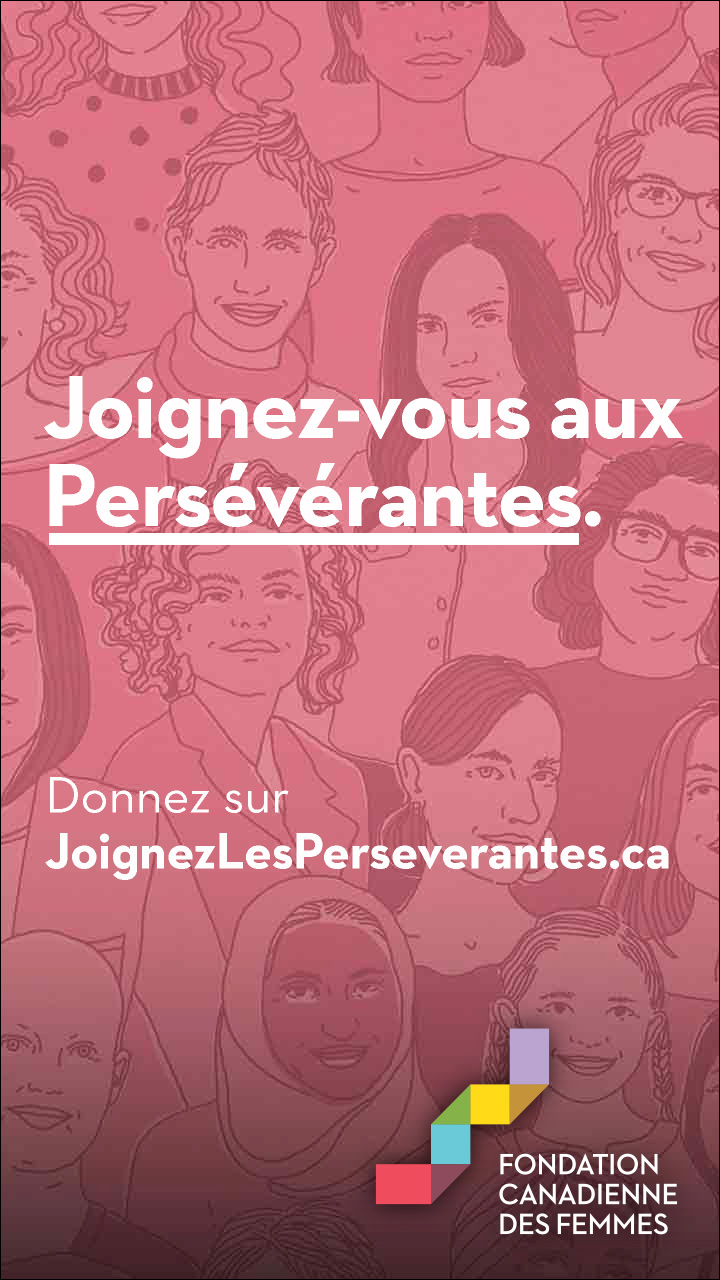 Joignez-vous aux
Persévérantes.
Donnez sur
JoignezLesPerseverantes.ca
FONDATION
CANADIENNE
DES FEMMES